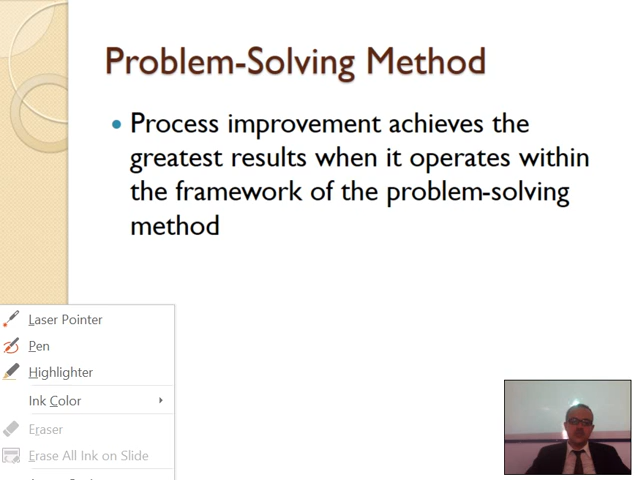 Problem-Solving Method
• Process improvement achieves the
greatest results when it operates within
the framework of the problem-solving
method
Laser Pointer
Pen
Highlighter
Ink Color
Eraser
Erase All Ink on Slide